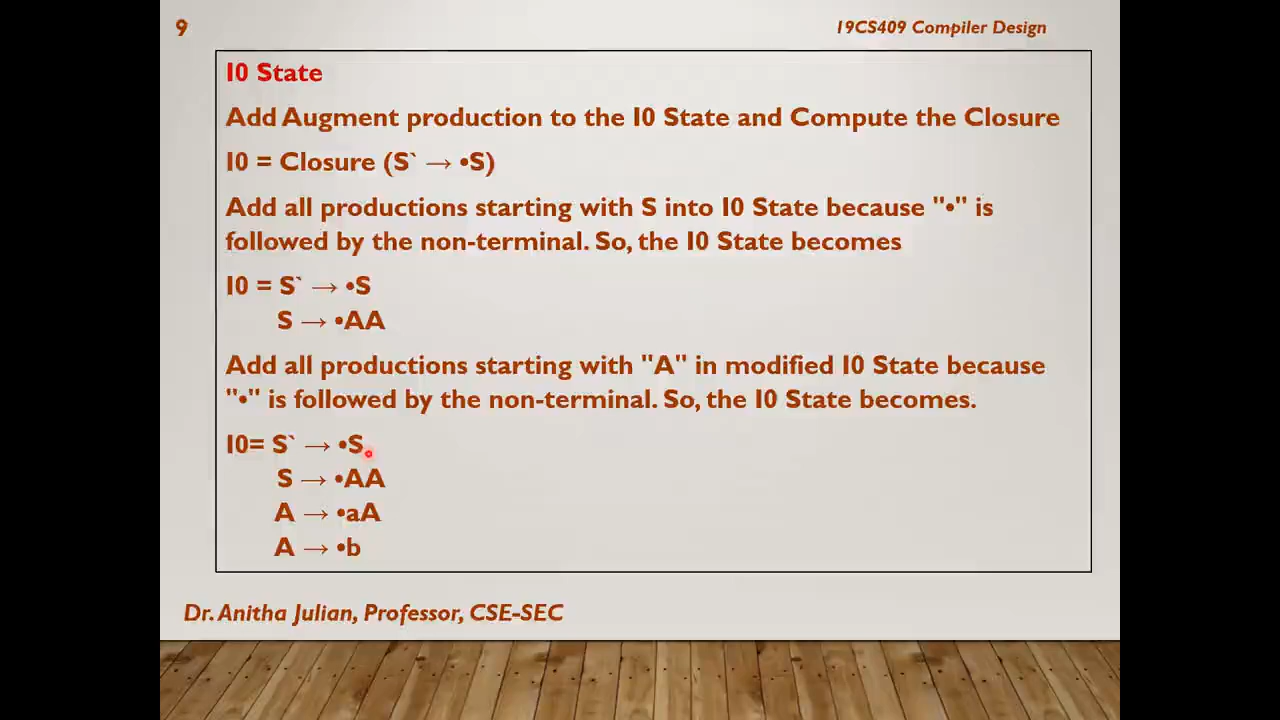 9
19CS409 Compiler Design
I0 State
Add Augment production to the I0 State and Compute the Closure
I0 = Closure (S` → •S)
Add all productions starting with S into I0 State because "•" is
followed by the non-terminal. So, the I0 State becomes
I0 = S` → •S
S → •AA
Add all productions starting with "A" in modified I0 State because
"•" is followed by the non-terminal. So, the I0 State becomes.
I0= S` → •S
S → •AA
A → •aA
A → •b
Dr. Anitha Julian, Professor, CSE-SEC